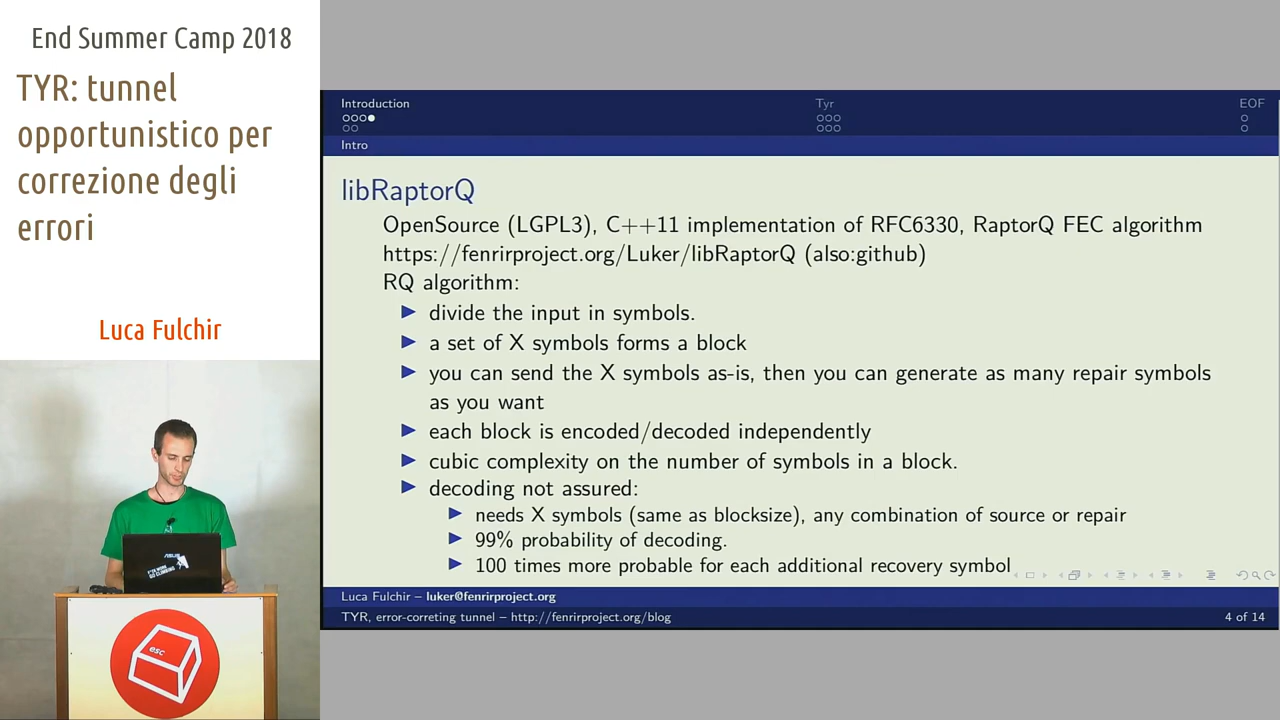 End Summer Camp 2018
TYR: tunnel
opportunistico per
correzione degli
errori
Luca Fulchir
esc
Introduction
Tyr
EOF
Intro
libRaptorQ
OpenSource (LGPL3), C++11 implementation of RFC6330, RaptorQ FEC algorithm
https://fenrirproject.org/Luker/libRaptorQ (also:github)
RQ algorithm:
divide the input in symbols.
a set of X symbols forms a block
you can send the X symbols as-is, then you can generate as many repair symbols
as you want
each block is encoded/decoded independently
cubic complexity on the number of symbols in a block.
decoding not assured:
needs X symbols (same as blocksize), any combination of source or repair
99% probability of decoding.
100 times more probable for each additional recovery symbol
Luca Fulchir – luker@fenrirproject.org
TYR, error-correting tunnel – http://fenrirproject.org/blog
4 of 14